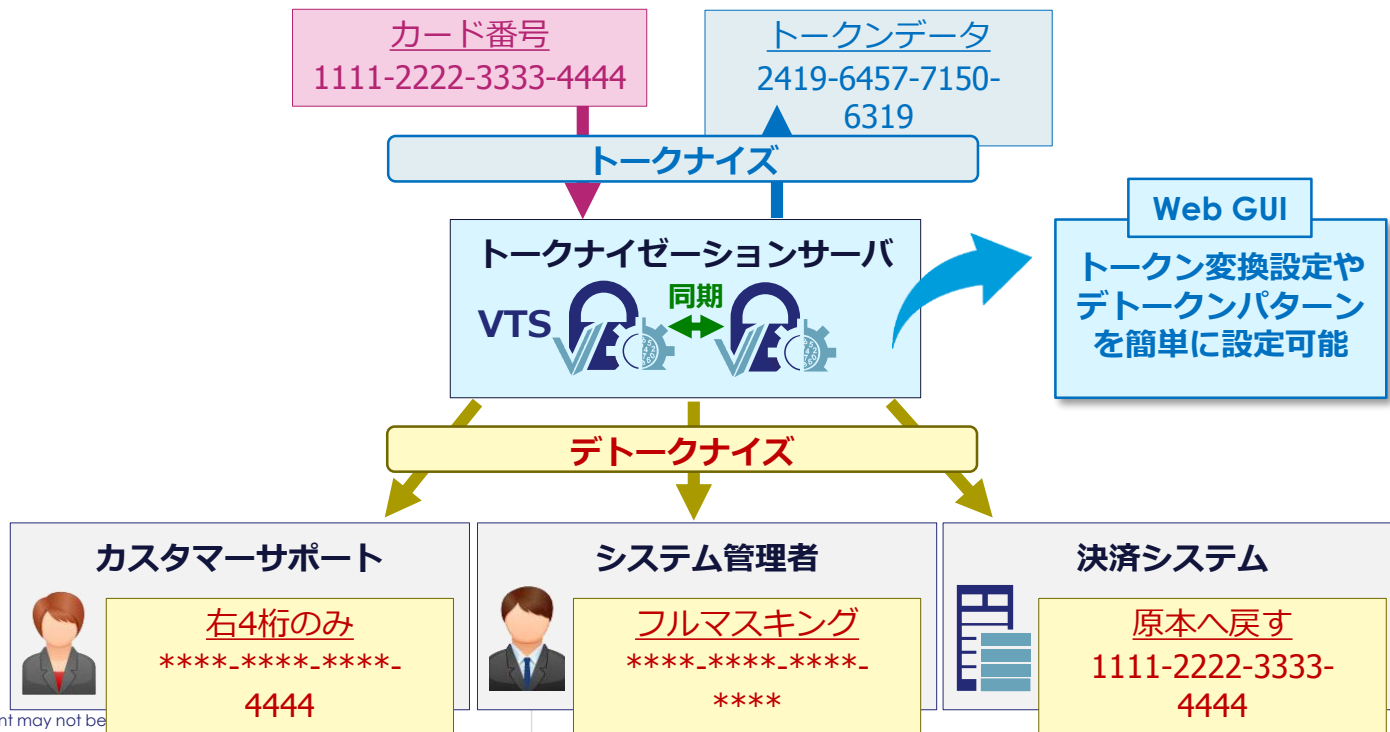 カード番号
1111-2222-3333-4444
トークンデータ
2419-6457-7150-
6319
トークナイズ
トークナイゼーションサーバ
VTS
同期
Web GUI
トークン変換設定や
デトークンパターン
を簡単に設定可能
デトークナイズ
カスタマーサポート
右4桁のみ
****-****-****-
4444
システム管理者
フルマスキング
****-****-****-
****
決済システム
原本へ戻す
1111-2222-3333-
4444
nt may not be